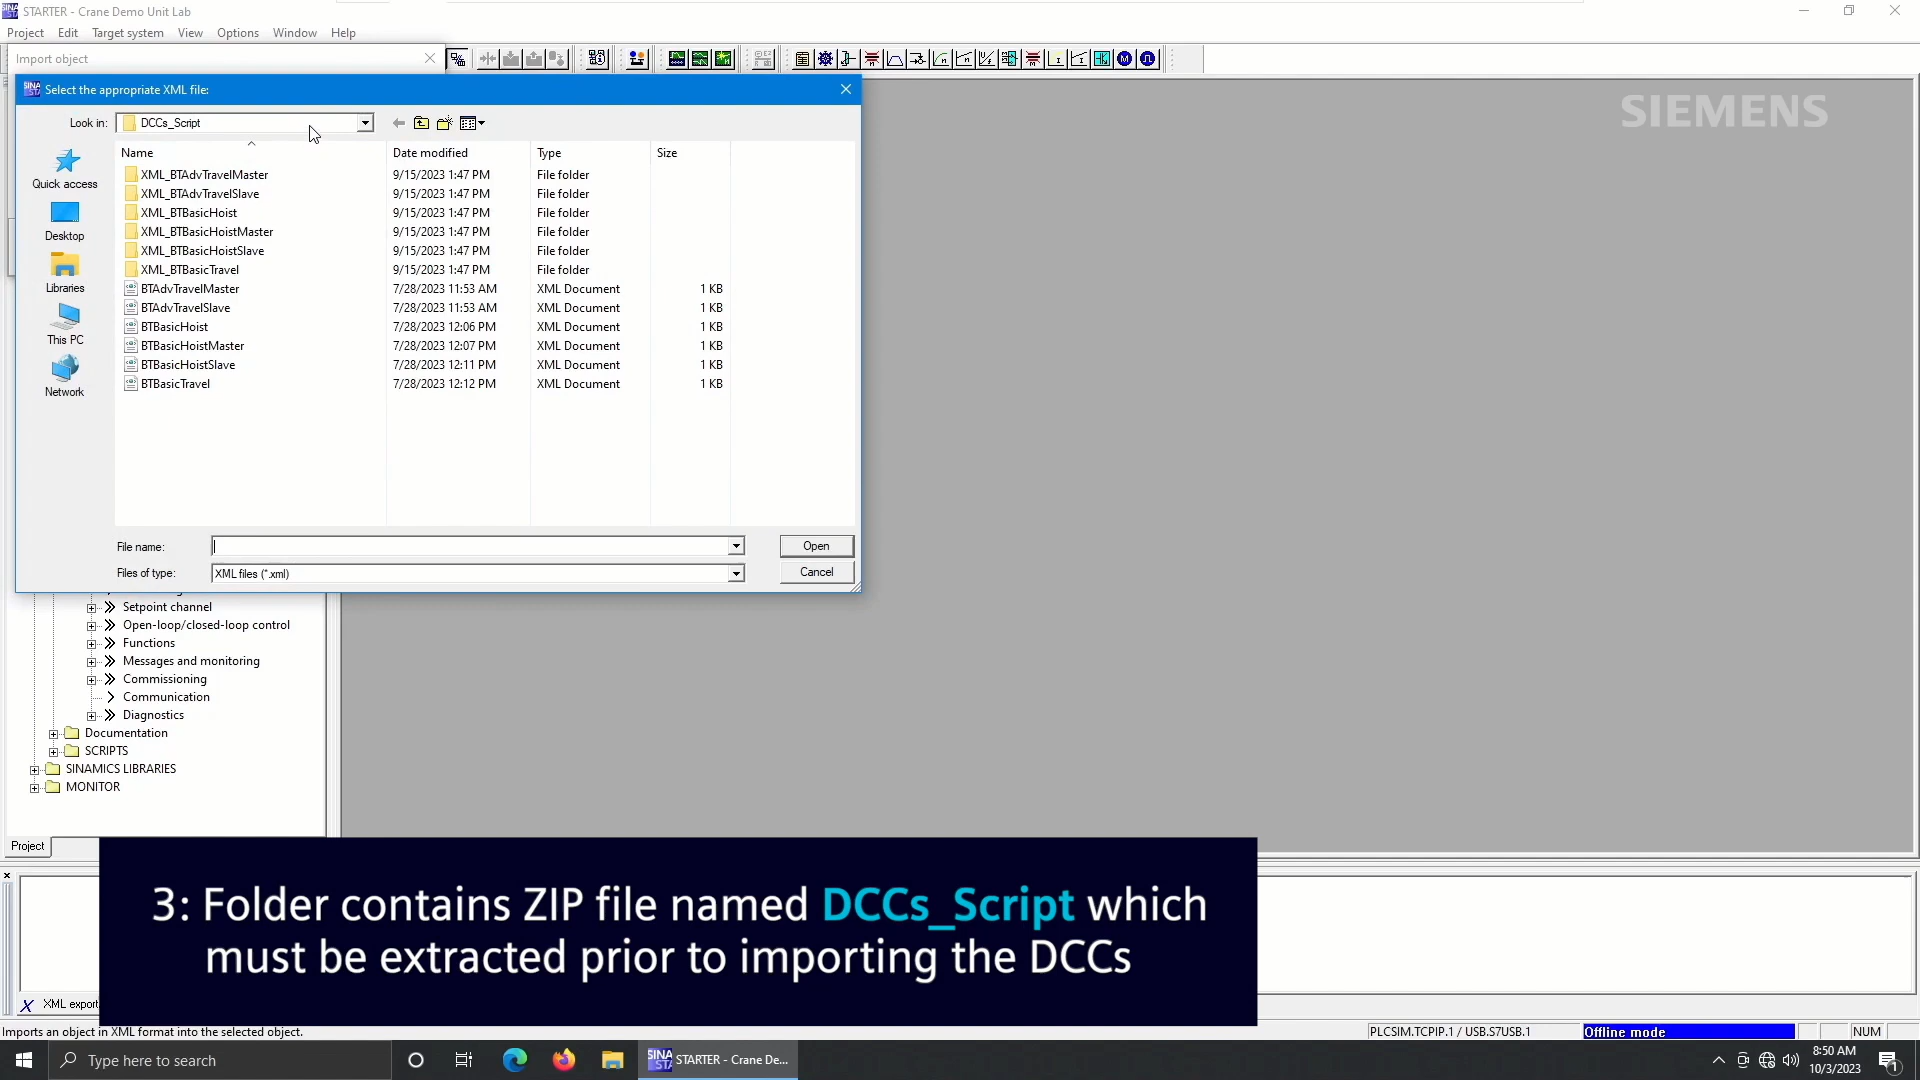 STARTER - Crane Demo Unit Lab
Project Edit Target system View Options Window Help
Import object
Select the appropriate XML file:
SIEMENS
Look in: DCCs_Script
Name Date modified Type Size
XML_BTAdvTravelMaster 9/15/2023 1:47 PM File folder
XML_BTAdvTravelSlave 9/15/2023 1:47 PM File folder
XML_BTBasicHoist 9/15/2023 1:47 PM File folder
XML_BTBasicHoistMaster 9/15/2023 1:47 PM File folder
XML_BTBasicHoistSlave 9/15/2023 1:47 PM File folder
XML_BTBasicTravel 9/15/2023 1:47 PM File folder
BTAdvTravelMaster 7/28/2023 11:53 AM XML Document 1 KB
BTAdvTravelSlave 7/28/2023 11:53 AM XML Document 1 KB
BTBasicHoist 7/28/2023 12:06 PM XML Document 1 KB
BTBasicHoistMaster 7/28/2023 12:07 PM XML Document 1 KB
BTBasicHoistSlave 7/28/2023 12:11 PM XML Document 1 KB
BTBasicTravel 7/28/2023 12:12 PM XML Document 1 KB
Quick access
Desktop
Libraries
This PC
Network
File name:
Open
Files of type: XML files (*.xml)
Cancel
Setpoint channel
Open-loop/closed-loop control
Functions
Messages and monitoring
Commissioning
Communication
Diagnostics
Documentation
SCRIPTS
SINAMICS LIBRARIES
MONITOR
Project
3: Folder contains ZIP file named DCCs_Script which
must be extracted prior to importing the DCCs
XML export
Imports an object in XML format into the selected object.
PLCSIM.TCPIP.1 / USB.S7USB.1
Offline mode
NUM
Type here to search
STARTER - Crane De...
8:50 AM
10/3/2023